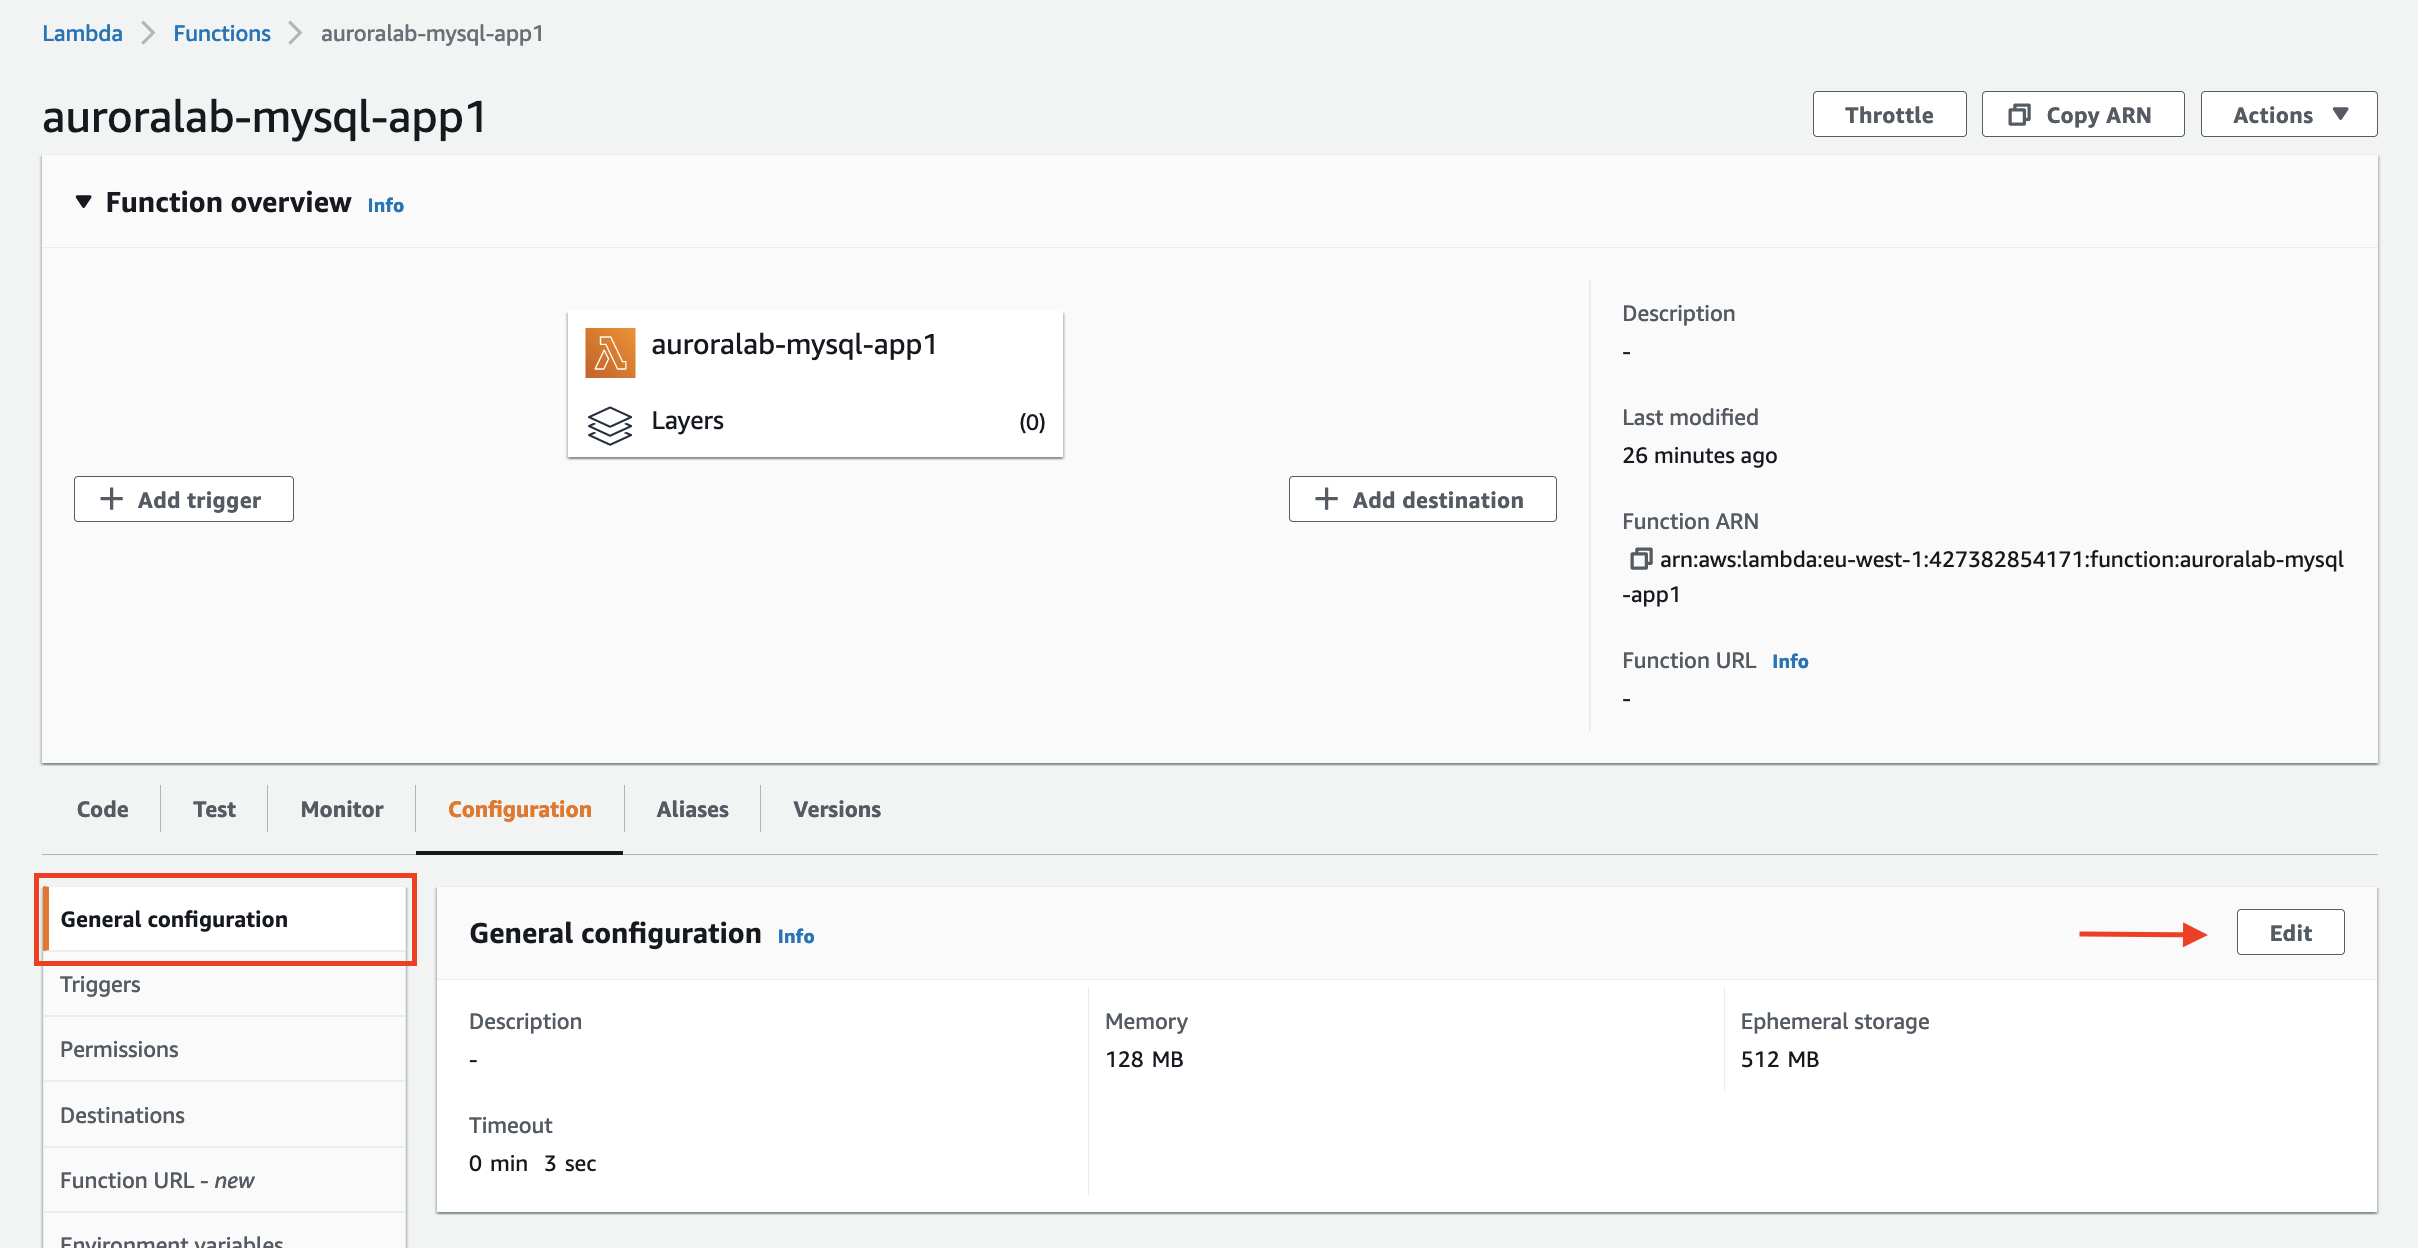 Lambda > Functions > auroralab-mysql-app1
auroralab-mysql-app1
Throttle
Copy ARN
Actions
Function overview Info
auroralab-mysql-app1
Layers (0)
+ Add trigger
+ Add destination
Description
-
Last modified
26 minutes ago
Function ARN
arn:aws:lambda:eu-west-1:427382854171:function:auroralab-mysql
-app1
Function URL Info
-
Code
Test
Monitor
Configuration
Aliases
Versions
General configuration
Triggers
Permissions
Destinations
Function URL - new
Environment variables
General configuration Info
Edit
Description
-
Memory
128 MB
Ephemeral storage
512 MB
Timeout
0 min 3 sec